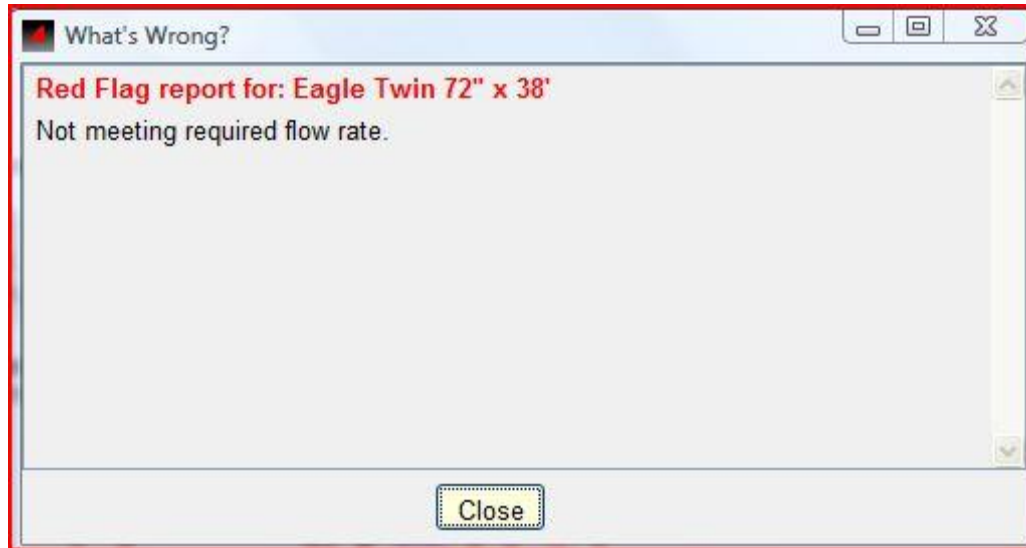 What's Wrong?
Red Flag report for: Eagle Twin 72" x 38'
Not meeting required flow rate.
Close